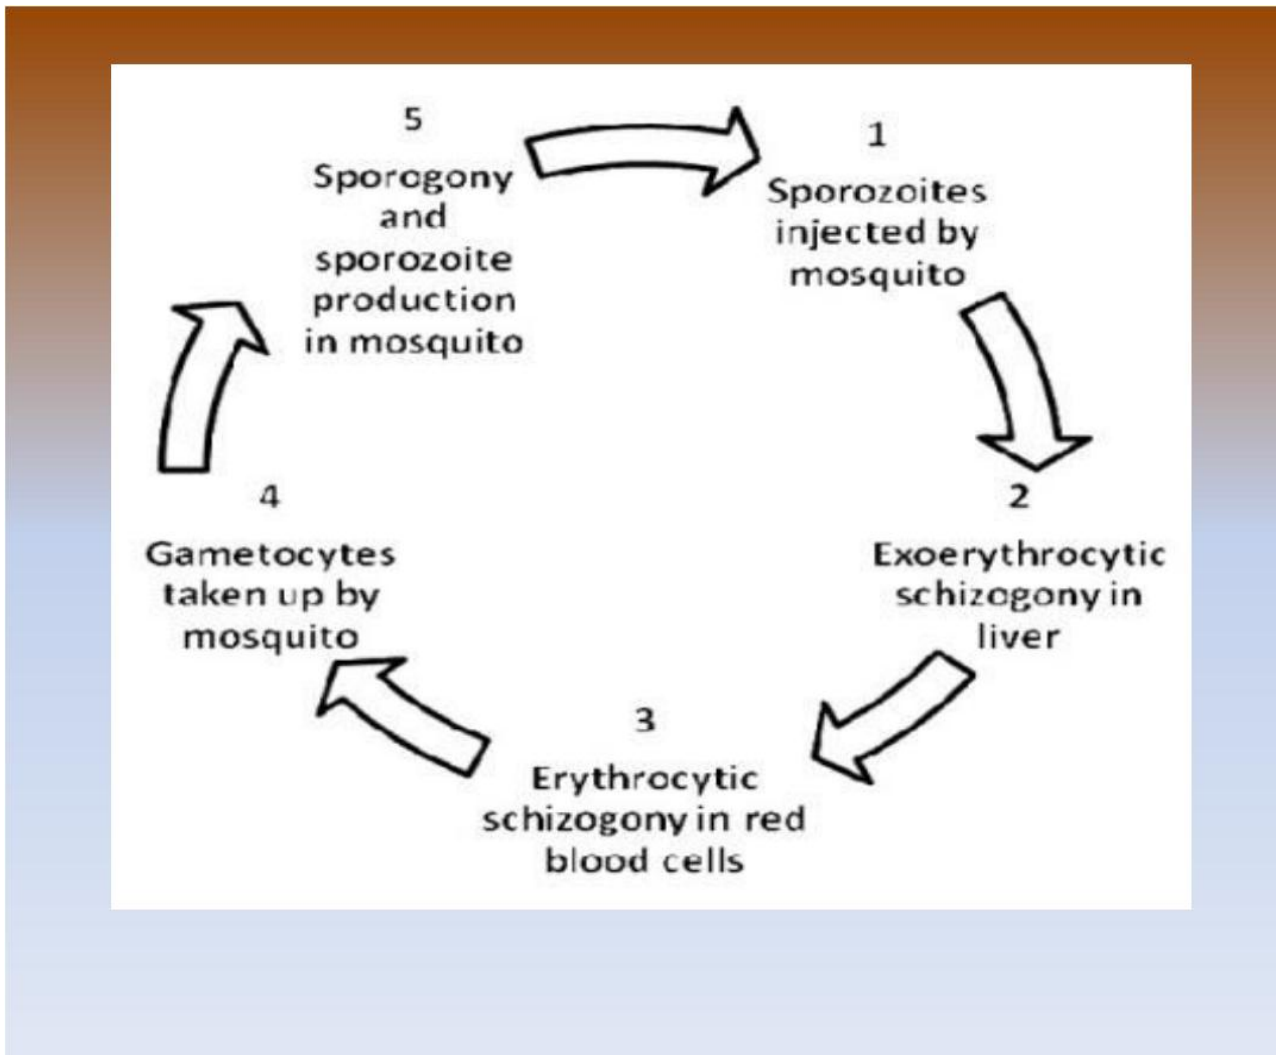 1
Sporozoites
injected by
mosquito
2
Exoerythrocytic
schizogony in
liver
3
Erythrocytic
schizogony in red
blood cells
4
Gametocytes
taken up by
mosquito
5
Sporogony
and
sporozoite
production
in mosquito